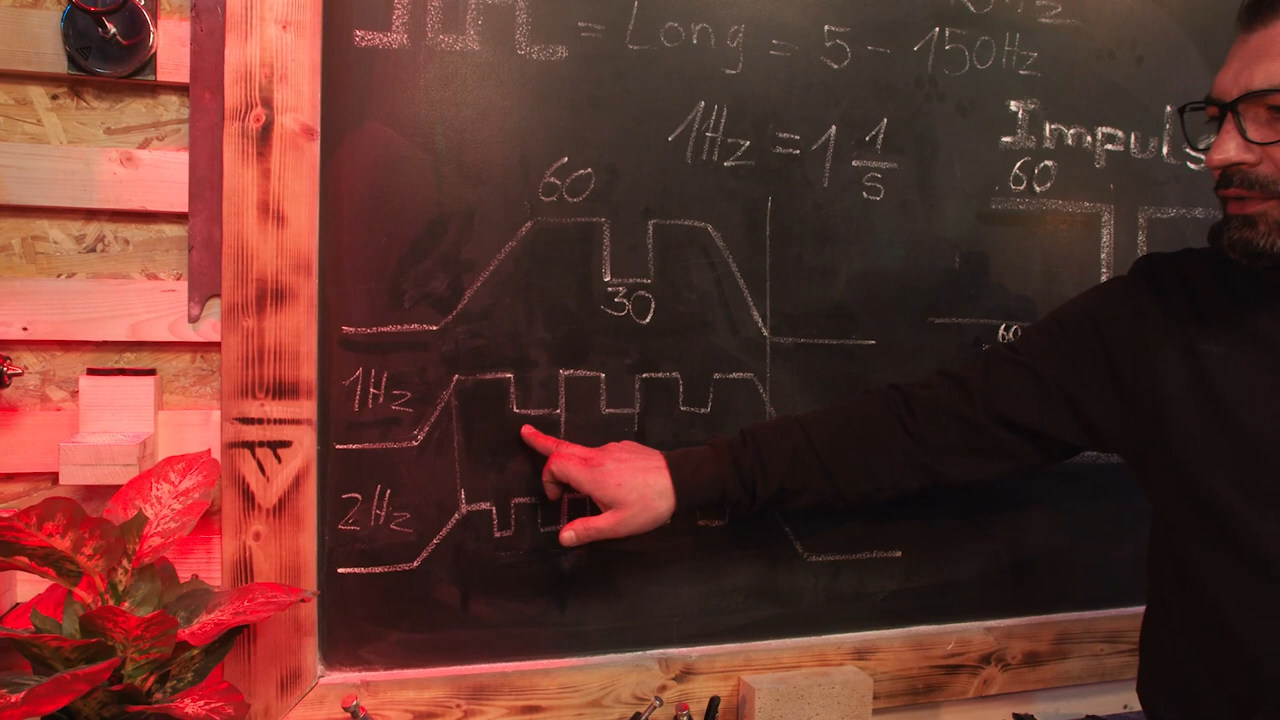 = Long = 5 - 150Hz
1Hz = 1 1/s
Impuls
60
60
30
60
1Hz
2Hz